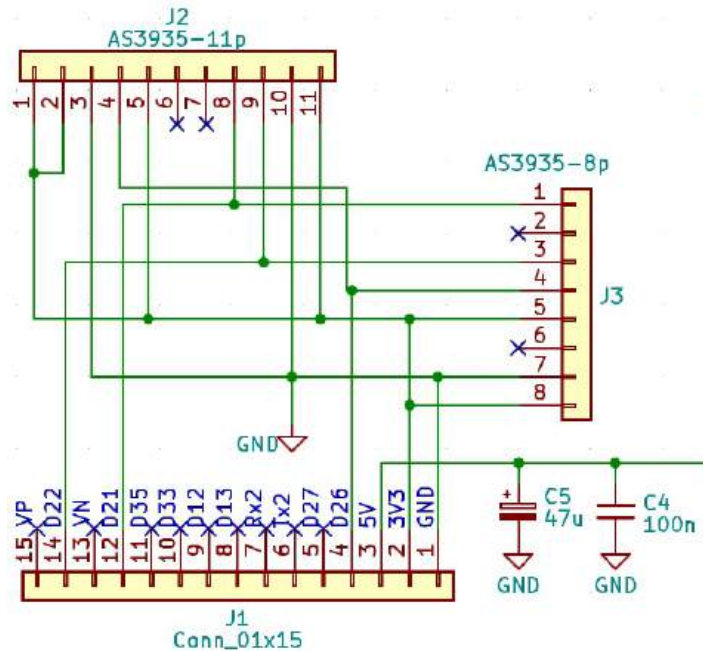 J2
AS3935-11p
1 2 3 4 5 6 7 8 9 10 11
AS3935-8p
1
2
3
4
5
6
7
8
J3
GND
VP D22 VN D21 D35 D33 D12 D13 Rx2 Tx2 D27 D26 5V 3V3 GND
15 14 13 12 11 10 9 8 7 6 5 4 3 2 1
+
C5
47u
C4
100n
GND
GND
J1
Conn_01x15